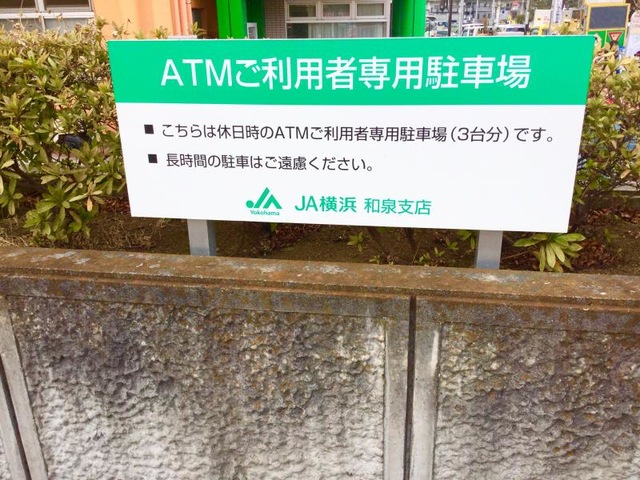 ATMご利用者専用駐車場
■ こちらは休日時のATMご利用者専用駐車場(3台分)です。
■ 長時間の駐車はご遠慮ください。
JA Yokohama JA横浜 和泉支店